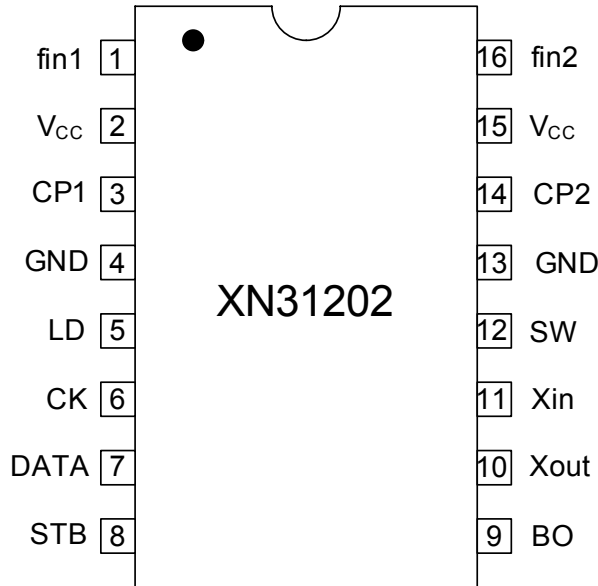 fin1 1 16 fin2
VCC 2 15 VCC
CP1 3 14 CP2
GND 4 13 GND
XN31202
LD 5 12 SW
CK 6 11 Xin
DATA 7 10 Xout
STB 8 9 BO